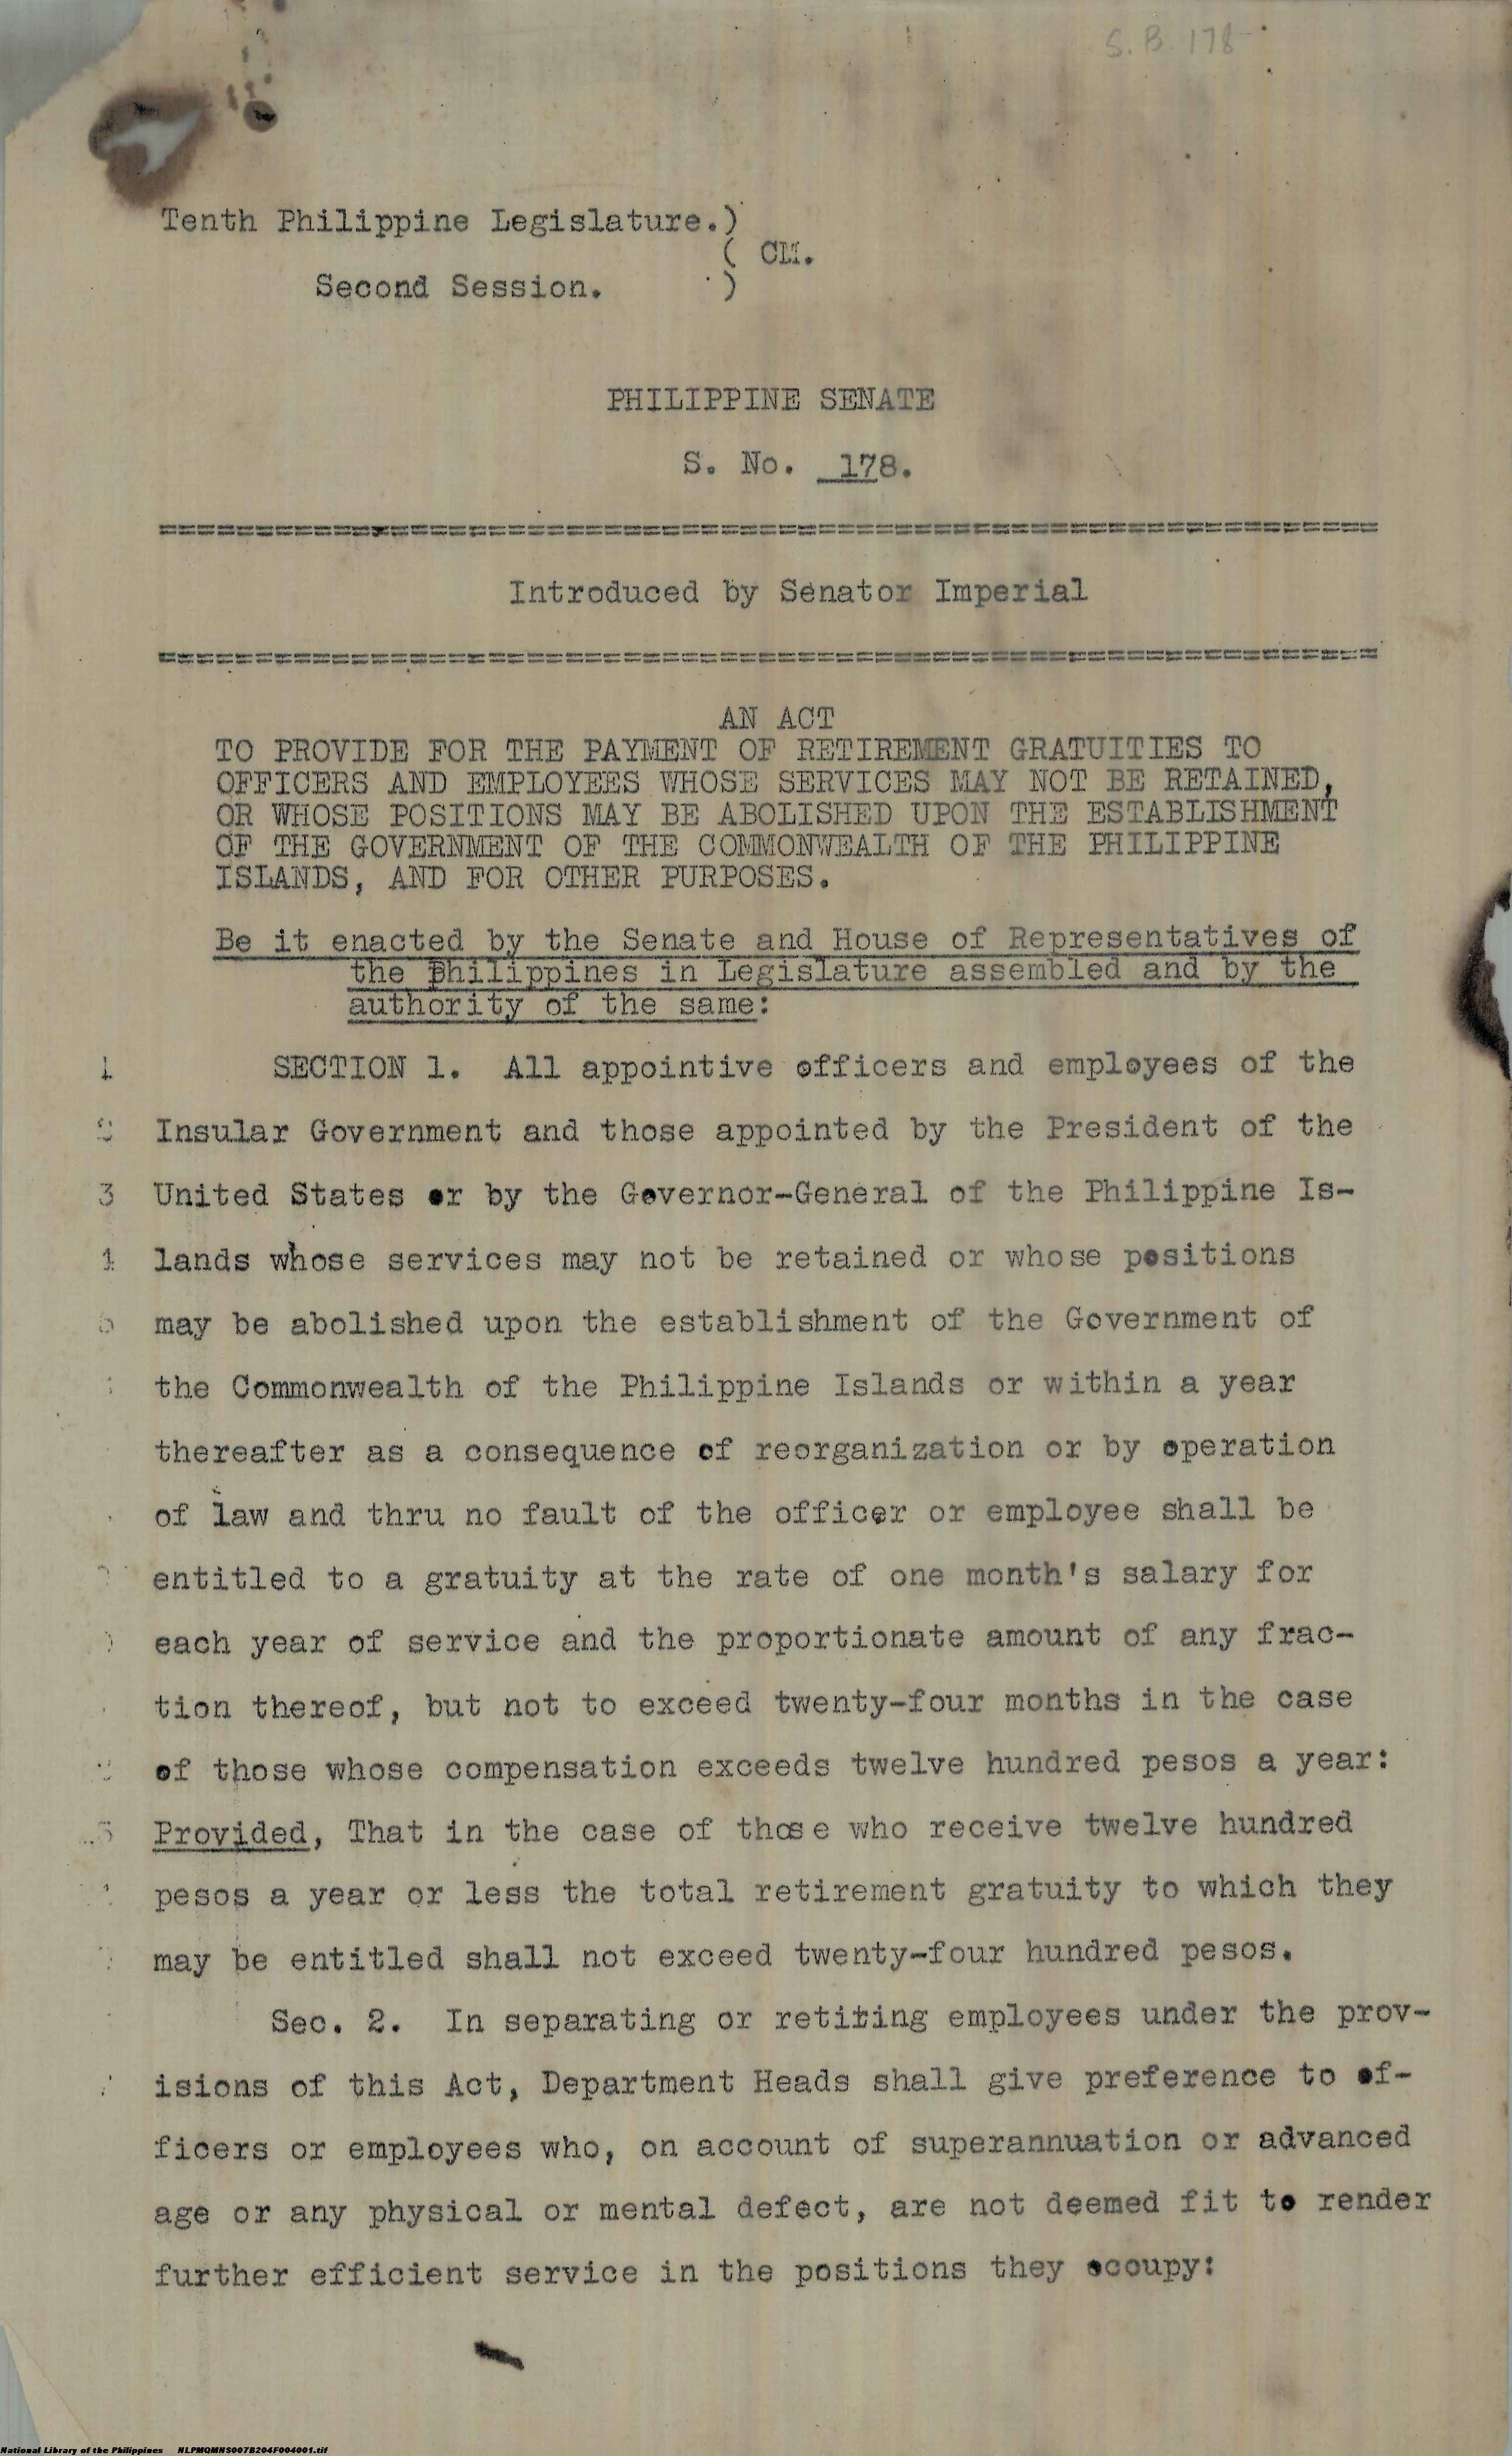 S. B. 178
Tenth Philippine Legislature.)
( CM.
Second Session. )
PHILIPPINE SENATE
S. No. 178.
Introduced by Senator Imperial
AN ACT
TO PROVIDE FOR THE PAYMENT OF RETIREMENT GRATUITIES TO
OFFICERS AND EMPLOYEES WHOSE SERVICES MAY NOT BE RETAINED,
OR WHOSE POSITIONS MAY BE ABOLISHED UPON THE ESTABLISHMENT
OF THE GOVERNMENT OF THE COMMONWEALTH OF THE PHILIPPINE
ISLANDS, AND FOR OTHER PURPOSES.
Be it enacted by the Senate and House of Representatives of
the Philippines in Legislature assembled and by the
authority of the same:
1 SECTION 1. All appointive officers and employees of the
Insular Government and those appointed by the President of the
3 United States or by the Governor-General of the Philippine Is-
lands whose services may not be retained or whose positions
may be abolished upon the establishment of the Government of
the Commonwealth of the Philippine Islands or within a year
thereafter as a consequence of reorganization or by operation
of law and thru no fault of the officer or employee shall be
entitled to a gratuity at the rate of one month's salary for
each year of service and the proportionate amount of any frac-
tion thereof, but not to exceed twenty-four months in the case
of those whose compensation exceeds twelve hundred pesos a year:
Provided, That in the case of those who receive twelve hundred
pesos a year or less the total retirement gratuity to which they
may be entitled shall not exceed twenty-four hundred pesos.
Sec. 2. In separating or retiring employees under the prov-
isions of this Act, Department Heads shall give preference to of-
ficers or employees who, on account of superannuation or advanced
age or any physical or mental defect, are not deemed fit to render
further efficient service in the positions they occupy:
National Library of the Philippines NLPMQMNS007B204F004001.tif